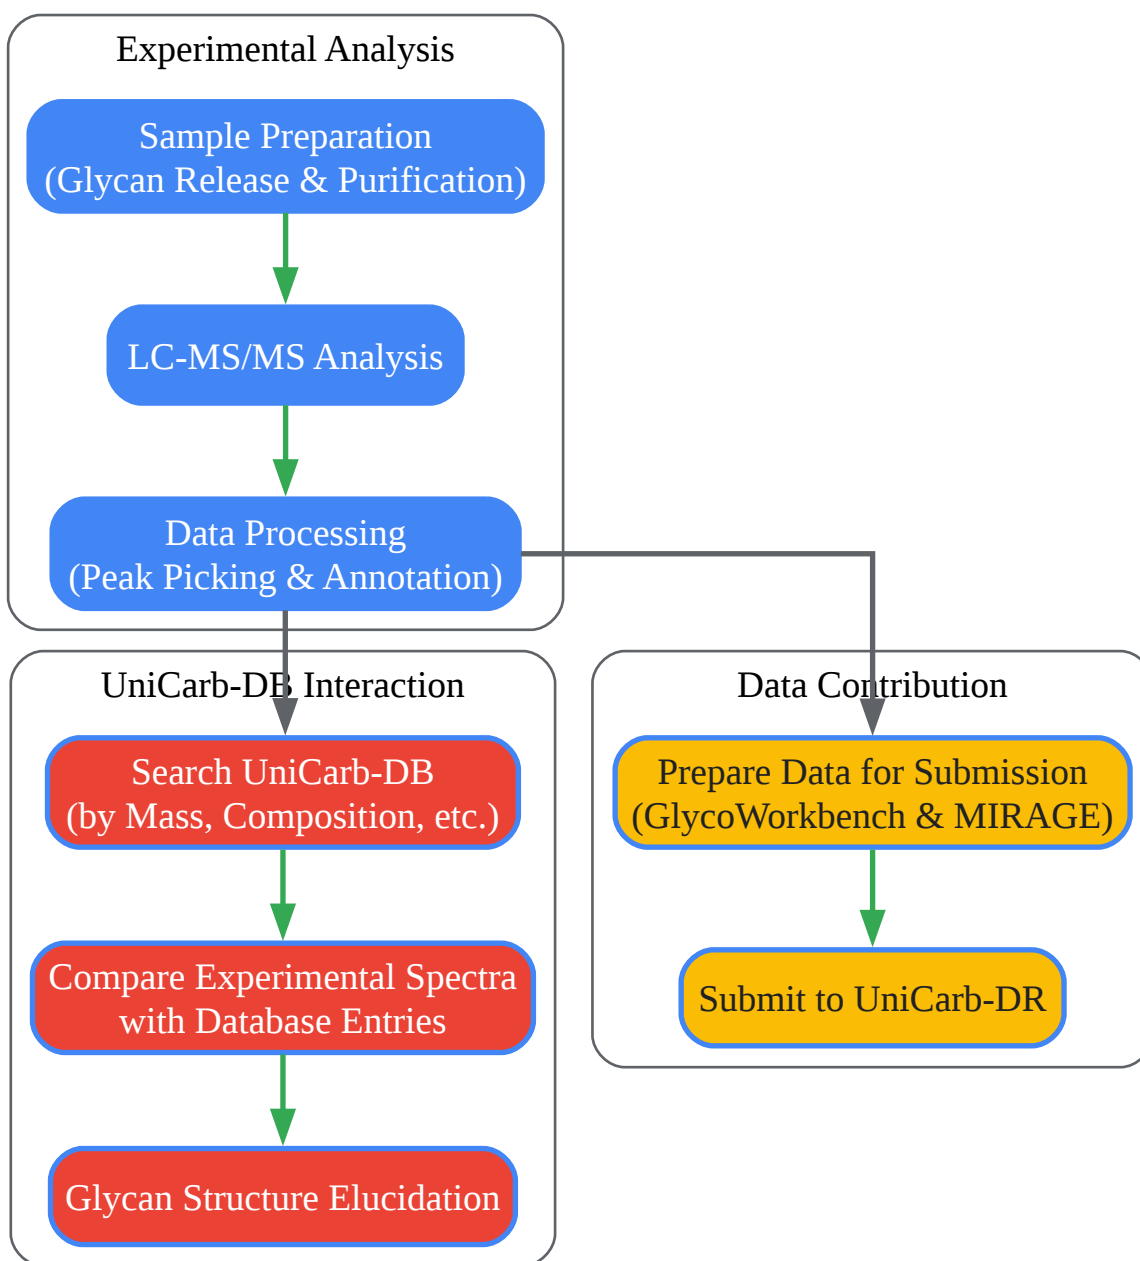 Experimental Analysis
Sample Preparation
(Glycan Release & Purification)
LC-MS/MS Analysis
Data Processing
(Peak Picking & Annotation)
UniCarb-DB Interaction
Search UniCarb-DB
(by Mass, Composition, etc.)
Compare Experimental Spectra
with Database Entries
Glycan Structure Elucidation
Data Contribution
Prepare Data for Submission
(GlycoWorkbench & MIRAGE)
Submit to UniCarb-DR